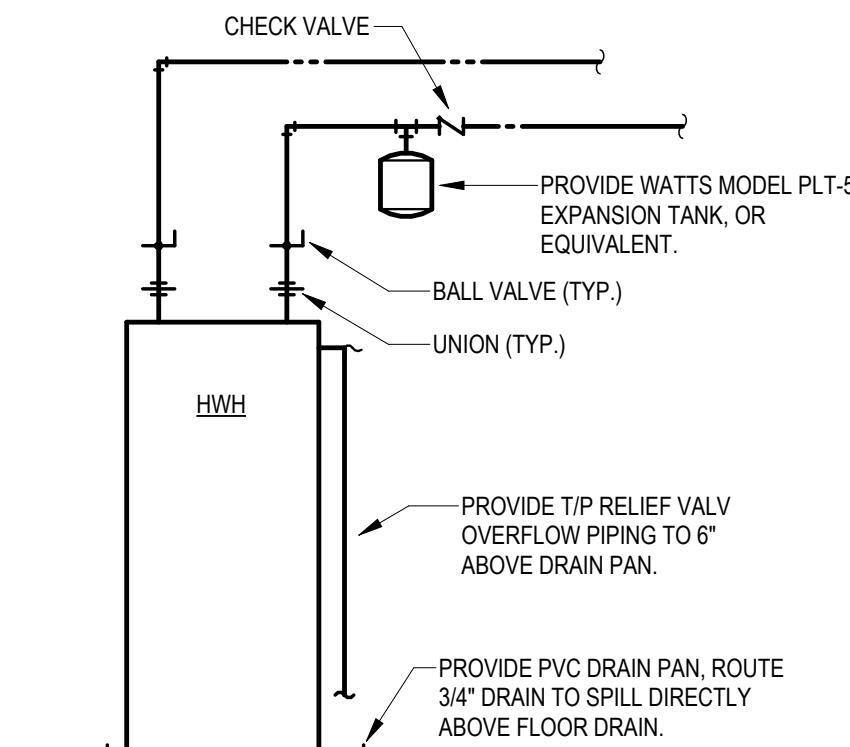 CHECK VALVE
PROVIDE WATTS MODEL PLT-5
EXPANSION TANK, OR
EQUIVALENT.
BALL VALVE (TYP.)
UNION (TYP.)
HWH
PROVIDE T/P RELIEF VALV
OVERFLOW PIPING TO 6"
ABOVE DRAIN PAN.
PROVIDE PVC DRAIN PAN, ROUTE
3/4" DRAIN TO SPILL DIRECTLY
ABOVE FLOOR DRAIN.